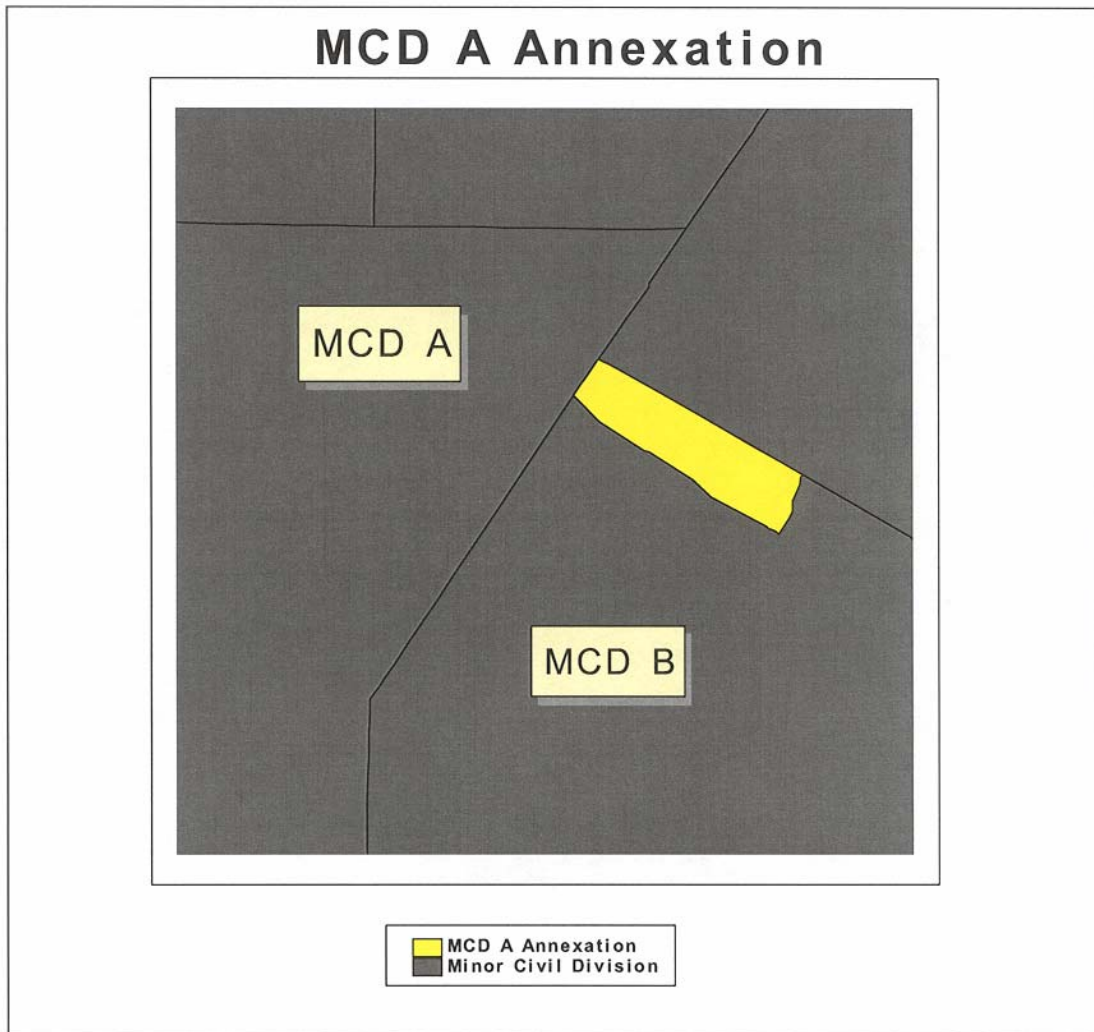 MCD A Annexation
MCD A
MCD B
MCD A Annexation
Minor Civil Division